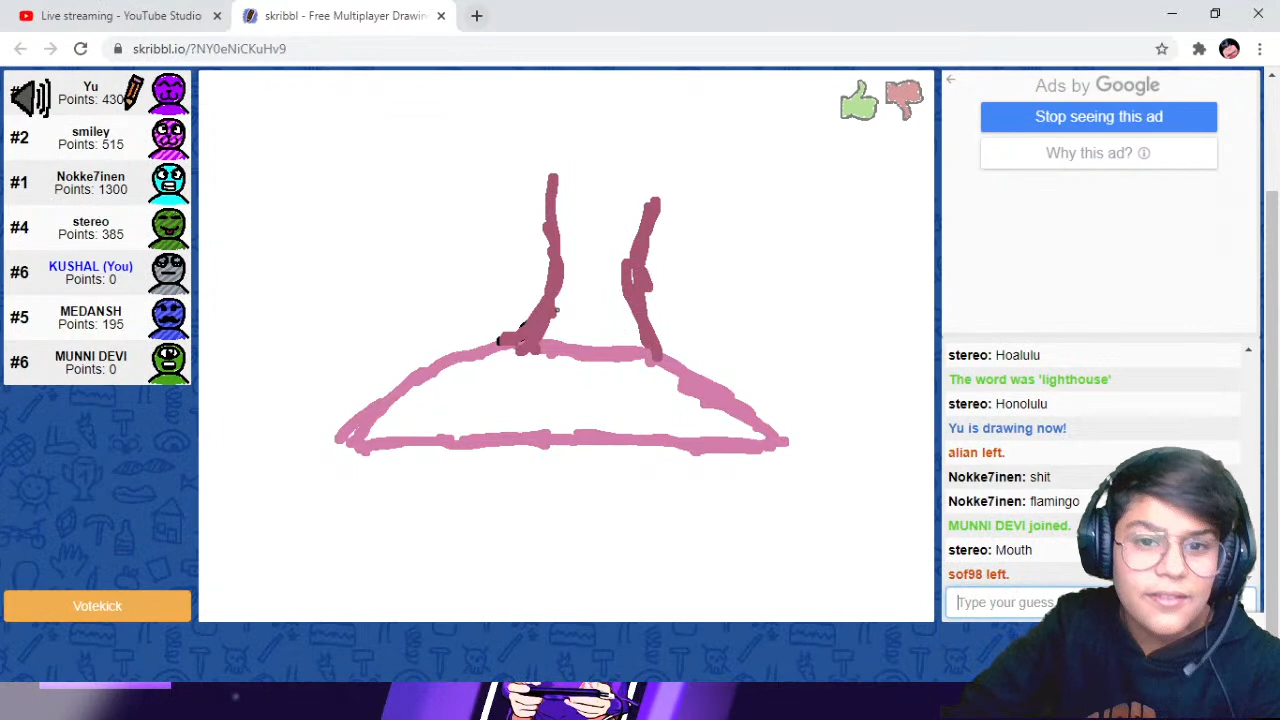 Live streaming - YouTube Studio
skribbl - Free Multiplayer Drawin
skribbl.io/?NY0eNiCKuHv9
Yu
Points: 430
#2
smiley
Points: 515
#1
Nokke7inen
Points: 1300
#4
stereo
Points: 385
#6
KUSHAL (You)
Points: 0
#5
MEDANSH
Points: 195
#6
MUNNI DEVI
Points: 0
Votekick
Ads by Google
Stop seeing this ad
Why this ad?
stereo: Hoalulu
The word was 'lighthouse'
stereo: Honolulu
Yu is drawing now!
alian left.
Nokke7inen: shit
Nokke7inen: flamingo
MUNNI DEVI joined.
stereo: Mouth
sof98 left.
Type your guess